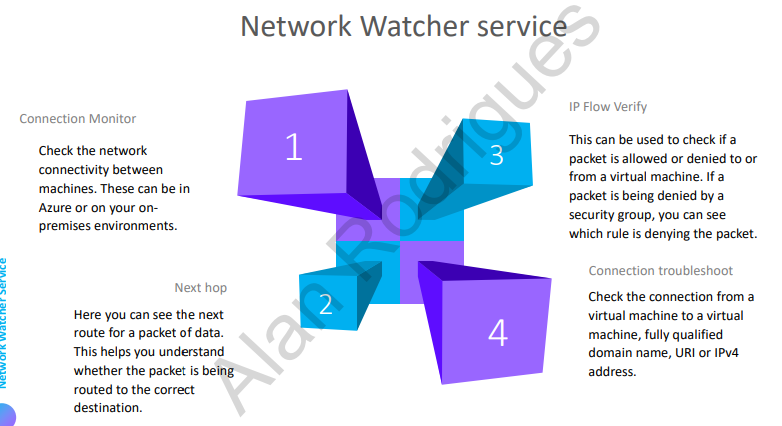 Network Watcher service
Connection Monitor
Check the network
connectivity between
machines. These can be in
Azure or on your on-
premises environments.
1
3
IP Flow Verify
This can be used to check if a
packet is allowed or denied to or
from a virtual machine. If a
packet is being denied by a
security group, you can see
which rule is denying the packet.
Next hop
Here you can see the next
route for a packet of data.
This helps you understand
whether the packet is being
routed to the correct
destination.
2
4
Connection troubleshoot
Check the connection from a
virtual machine to a virtual
machine, fully qualified
domain name, URI or IPv4
address.
Network Watcher Service
Alan Rodrigues